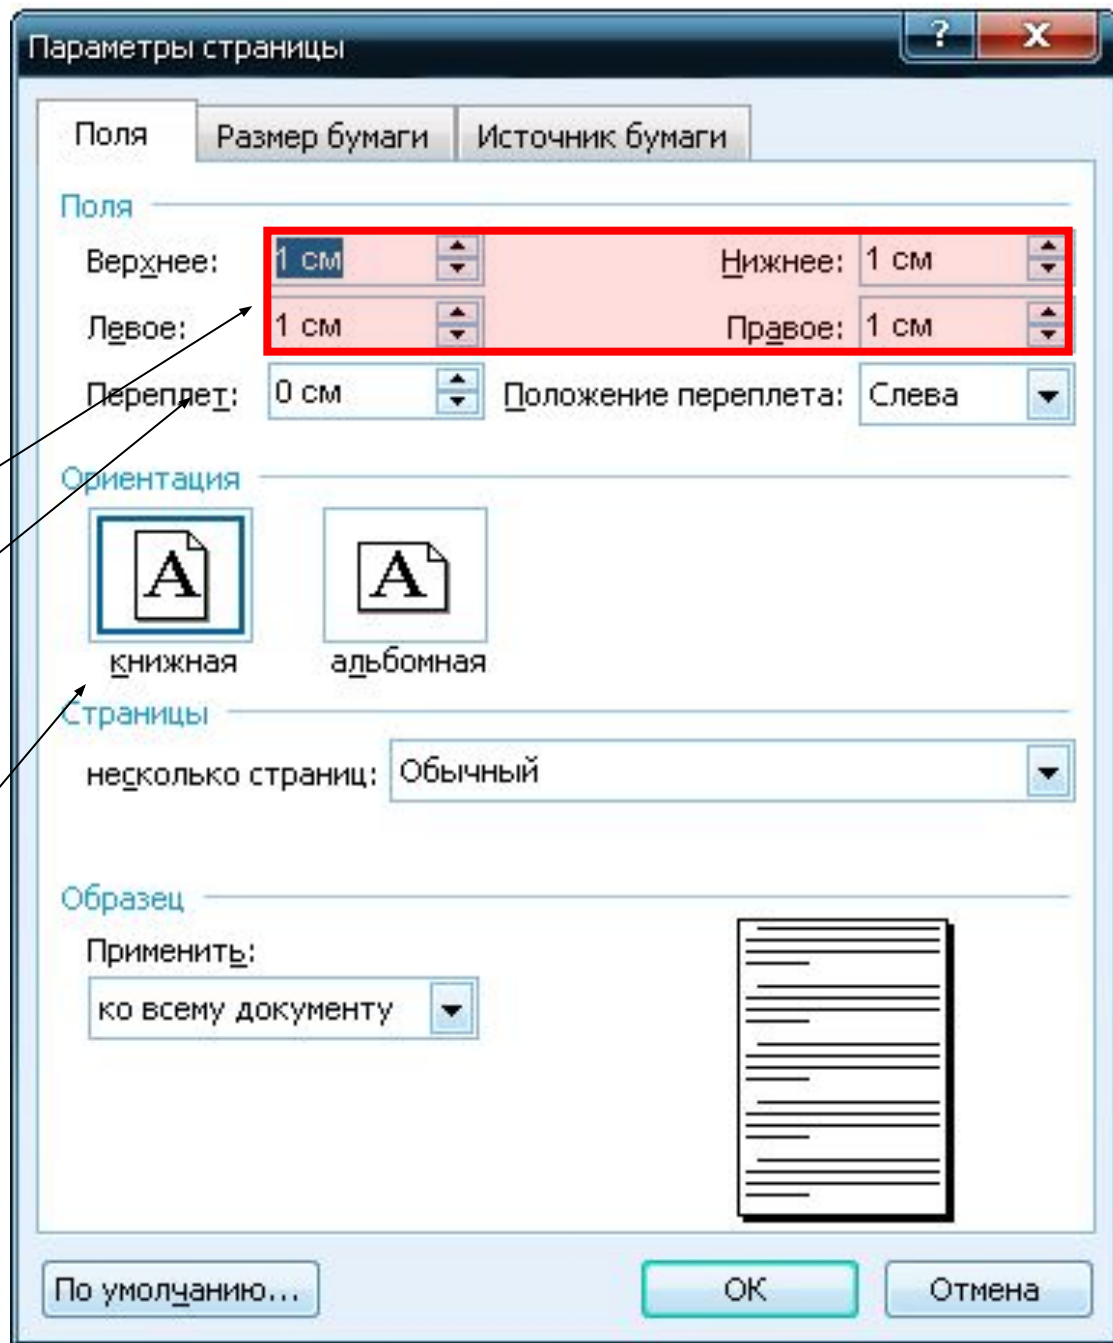 Параметры страницы ? X
Поля Размер бумаги Источник бумаги
Поля
Верхнее: 1 см Нижнее: 1 см
Левое: 1 см Правое: 1 см
Переплет: 0 см Положение переплета: Слева
Ориентация
A A
книжная альбомная
Страницы
несколько страниц: Обычный
Образец
Применить:
ко всему документу
По умолчанию... ОК Отмена